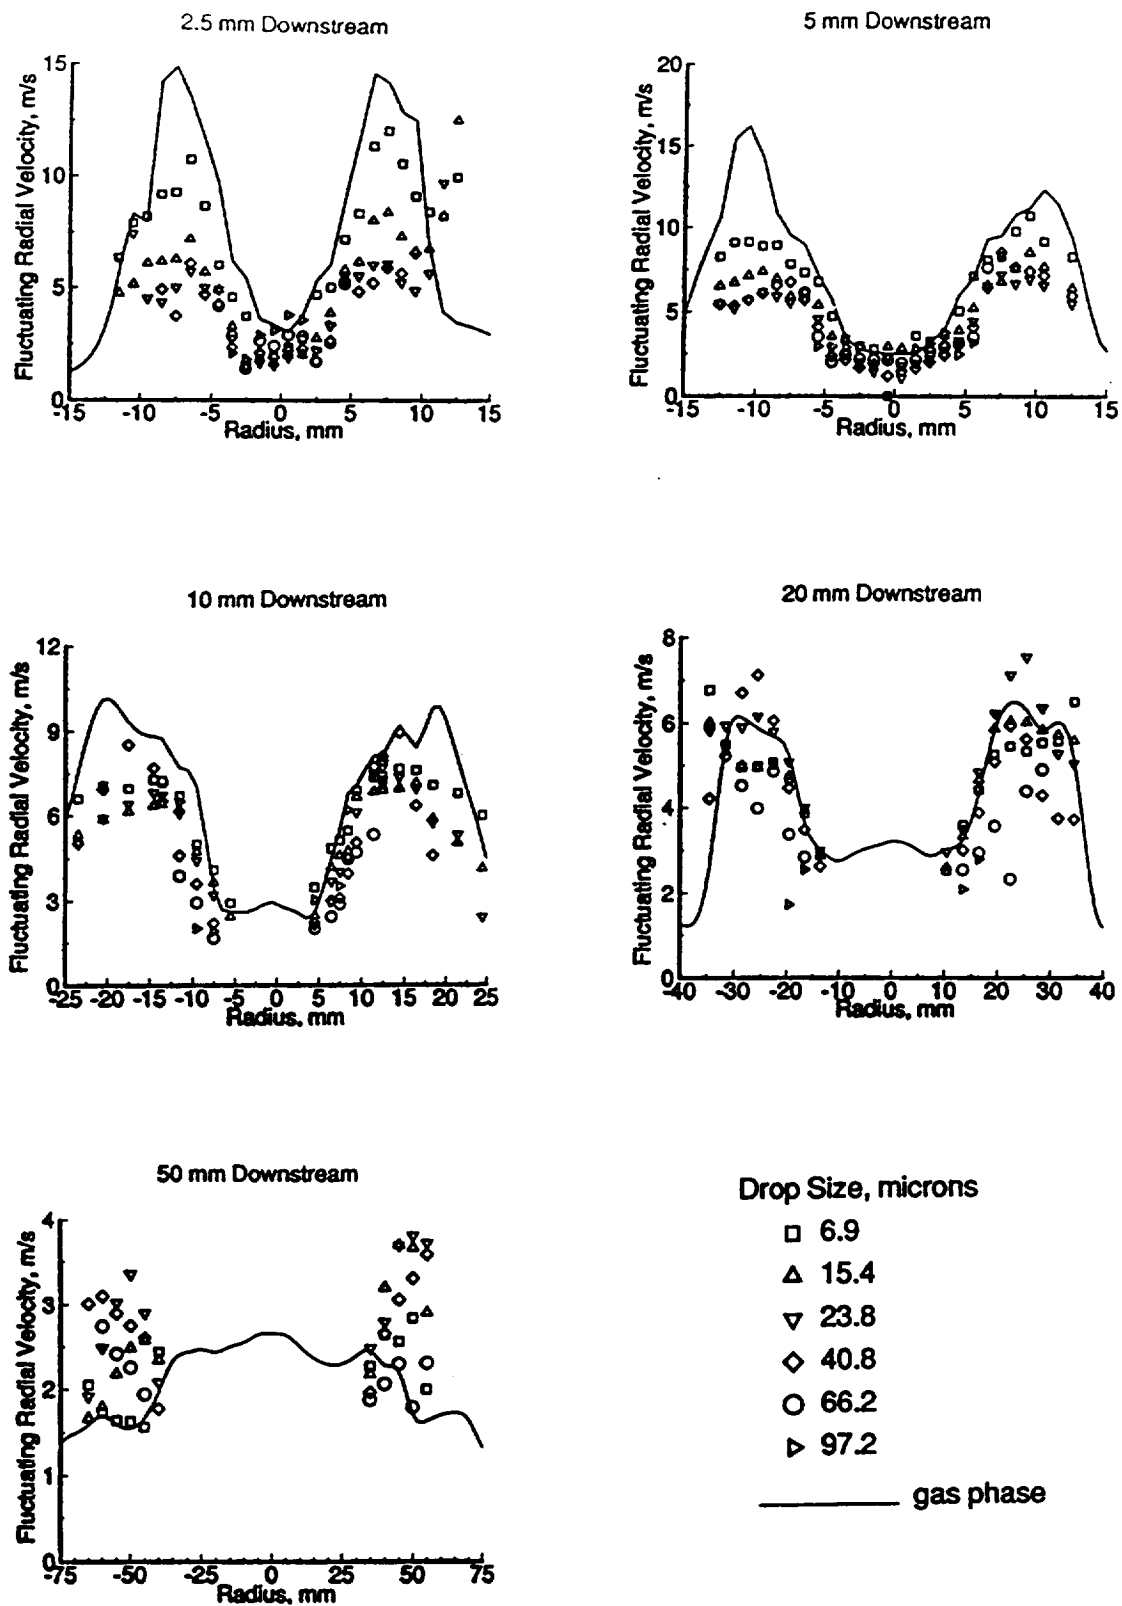 2.5 mm Downstream
Fluctuating Radial Velocity, m/s
15
10
5
0
-15 -10 -5 0 5 10 15
Radius, mm
5 mm Downstream
Fluctuating Radial Velocity, m/s
20
15
10
5
0
-15 -10 -5 0 5 10 15
Radius, mm
10 mm Downstream
Fluctuating Radial Velocity, m/s
12
9
6
3
0
-25 -20 -15 -10 -5 0 5 10 15 20 25
Radius, mm
20 mm Downstream
Fluctuating Radial Velocity, m/s
8
6
4
2
0
-40 -30 -20 -10 0 10 20 30 40
Radius, mm
50 mm Downstream
Fluctuating Radial Velocity, m/s
4
3
2
1
0
-75 -50 -25 0 25 50 75
Radius, mm
Drop Size, microns
6.9
15.4
23.8
40.8
66.2
97.2
gas phase